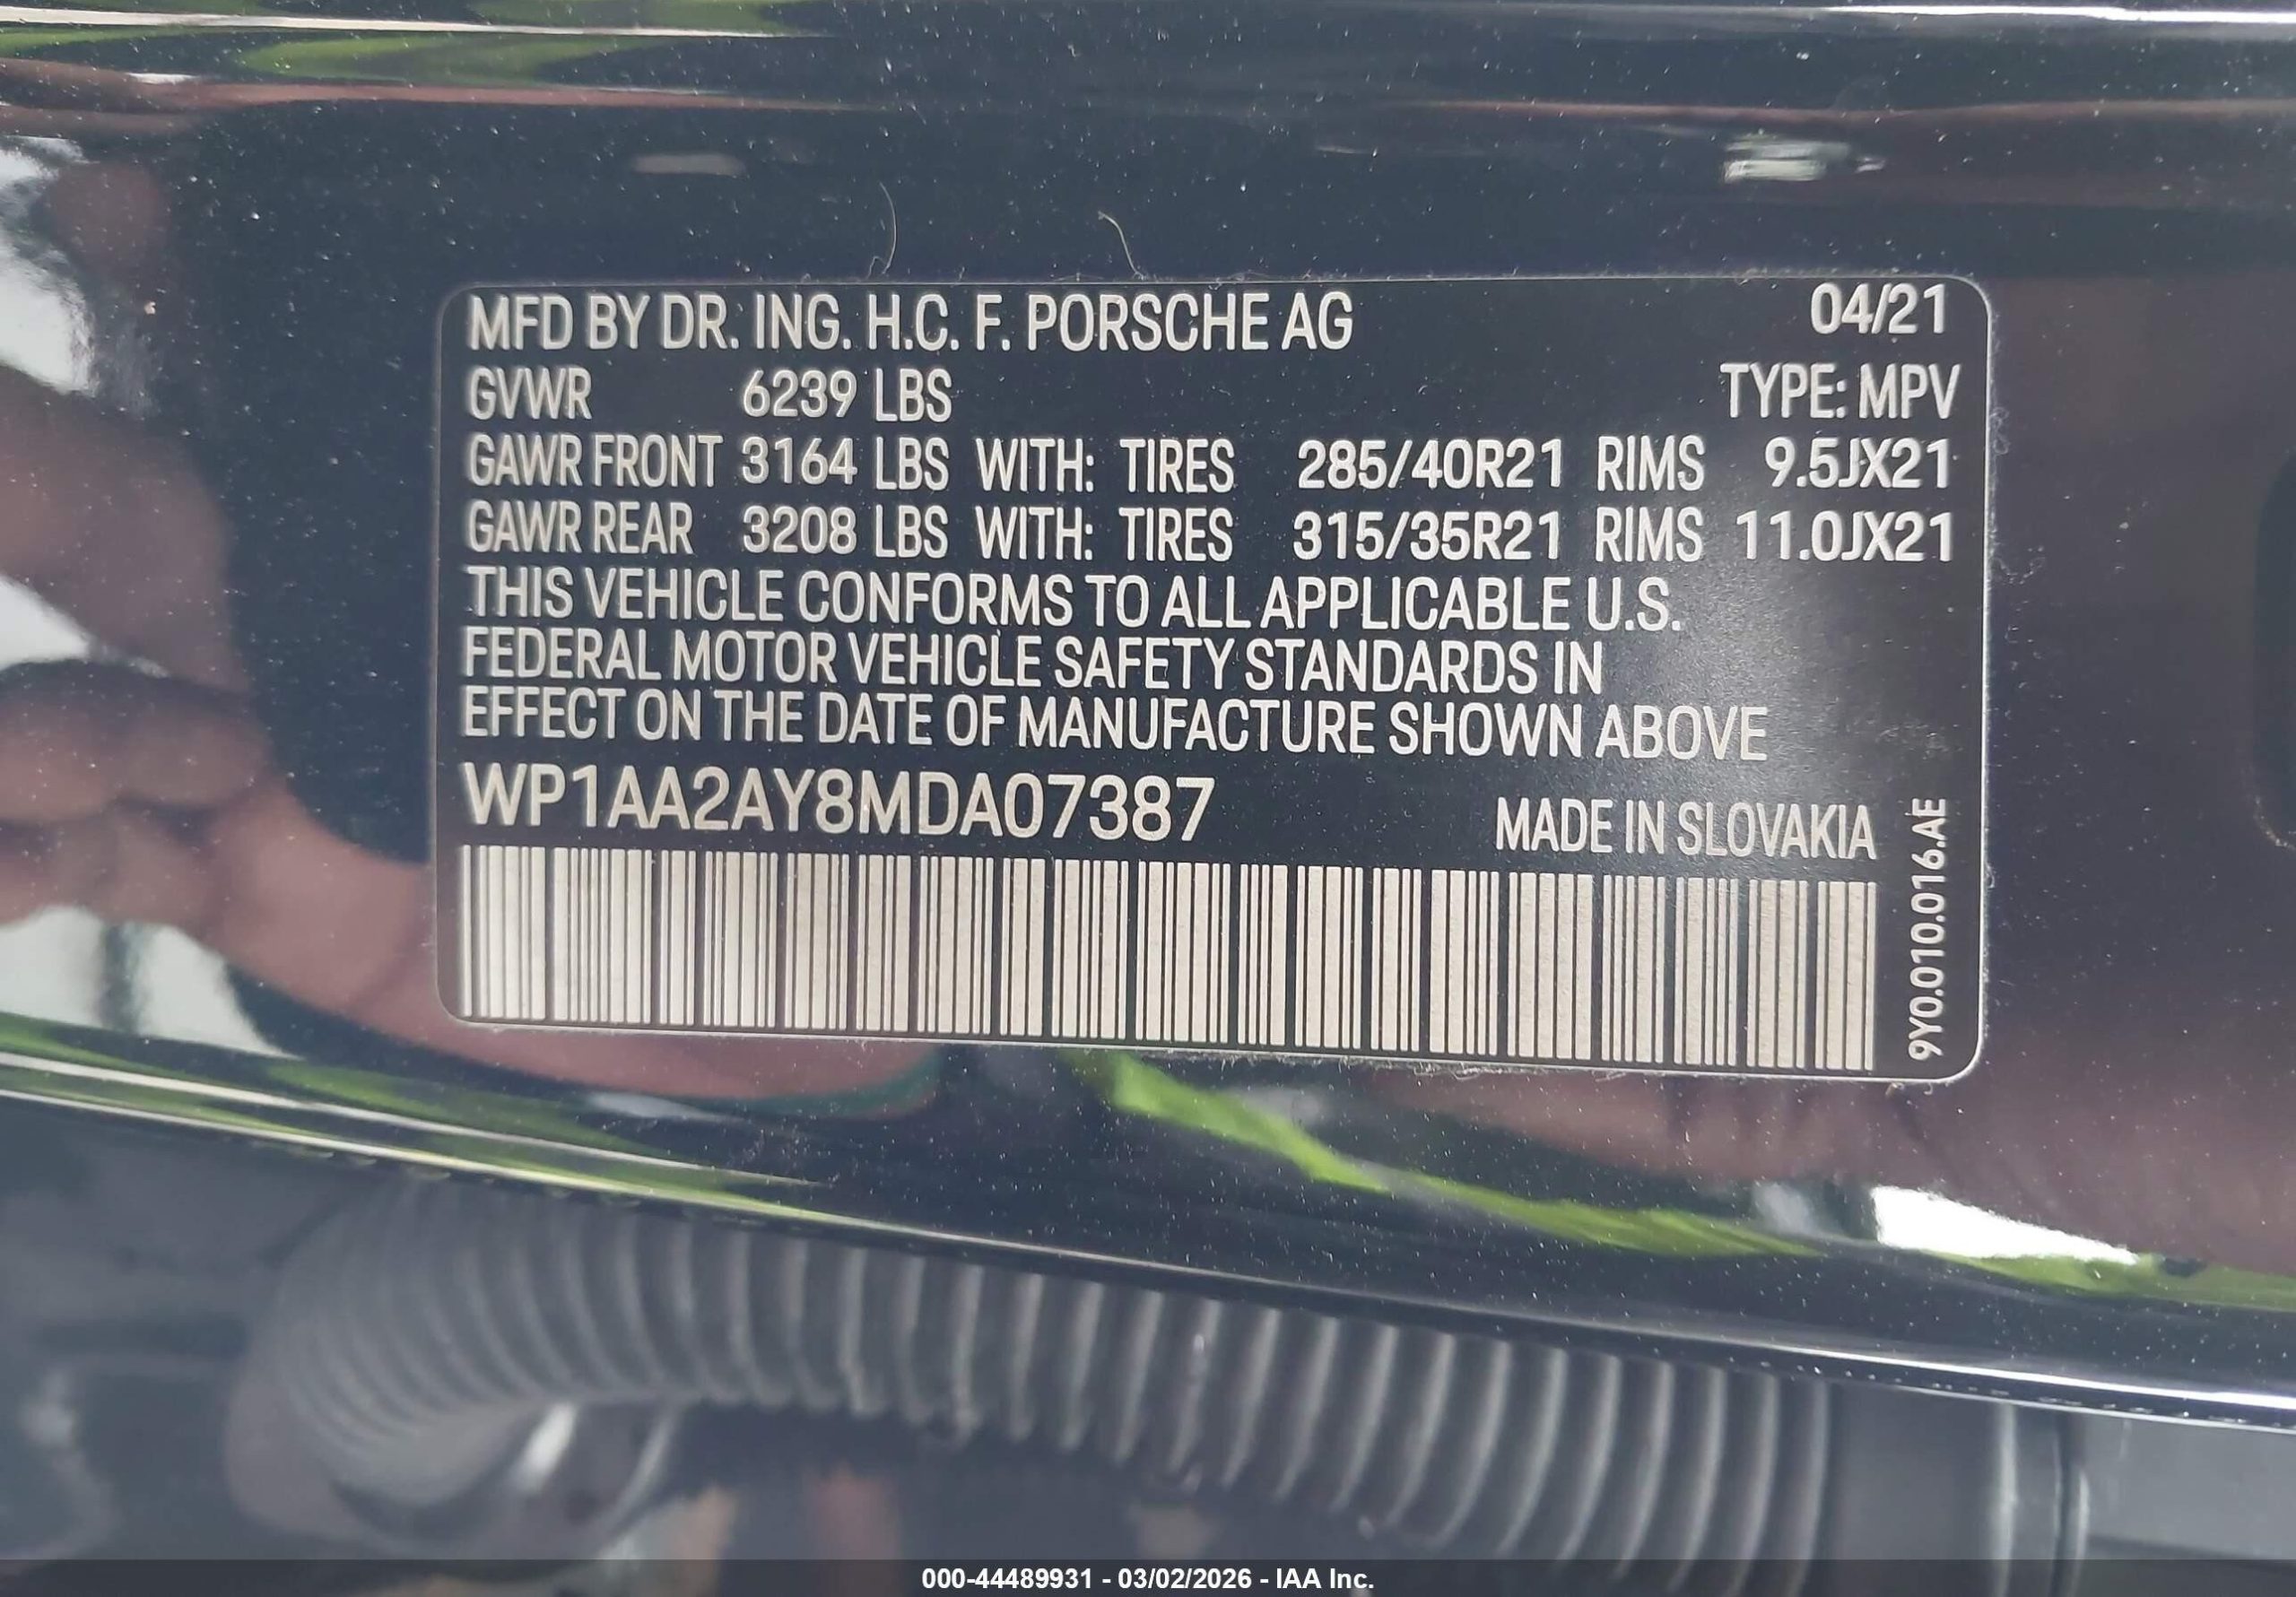 MFD BY DR. ING. H.C. F. PORSCHE AG 04/21
GVWR 6239 LBS TYPE: MPV
GAWR FRONT 3164 LBS WITH: TIRES 285/40R21 RIMS 9.5JX21
GAWR REAR 3208 LBS WITH: TIRES 315/35R21 RIMS 11.0JX21
THIS VEHICLE CONFORMS TO ALL APPLICABLE U.S.
FEDERAL MOTOR VEHICLE SAFETY STANDARDS IN
EFFECT ON THE DATE OF MANUFACTURE SHOWN ABOVE
WP1AA2AY8MDA07387
MADE IN SLOVAKIA
9Y0.010.016.AE
000-44489931 - 03/02/2026 - IAA Inc.